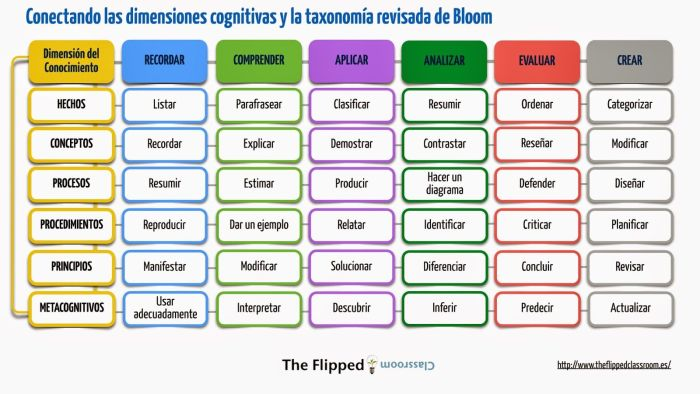 Conectando las dimensiones cognitivas y la taxonomía revisada de Bloom
Dimensión del
Conocimiento
RECORDAR
COMPRENDER
APLICAR
ANALIZAR
EVALUAR
CREAR
HECHOS
Listar
Parafrasear
Clasificar
Resumir
Ordenar
Categorizar
CONCEPTOS
Recordar
Explicar
Demostrar
Contrastar
Reseñar
Modificar
PROCESOS
Resumir
Estimar
Producir
Hacer un
diagrama
Defender
Diseñar
PROCEDIMIENTOS
Reproducir
Dar un ejemplo
Relatar
Identificar
Criticar
Planificar
PRINCIPIOS
Manifestar
Modificar
Solucionar
Diferenciar
Concluir
Revisar
METACOGNITIVOS
Usar
adecuadamente
Interpretar
Descubrir
Inferir
Predecir
Actualizar
The Flipped Classroom
http://www.theflippedclassroom.es/